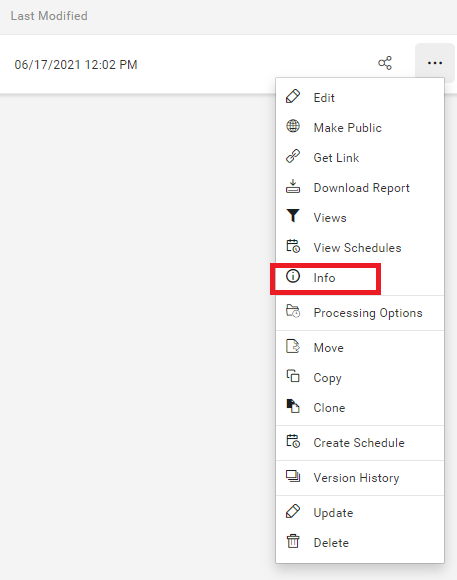 Last Modified
06/17/2021 12:02 PM
Edit
Make Public
Get Link
Download Report
Views
View Schedules
Info
Processing Options
Move
Copy
Clone
Create Schedule
Version History
Update
Delete